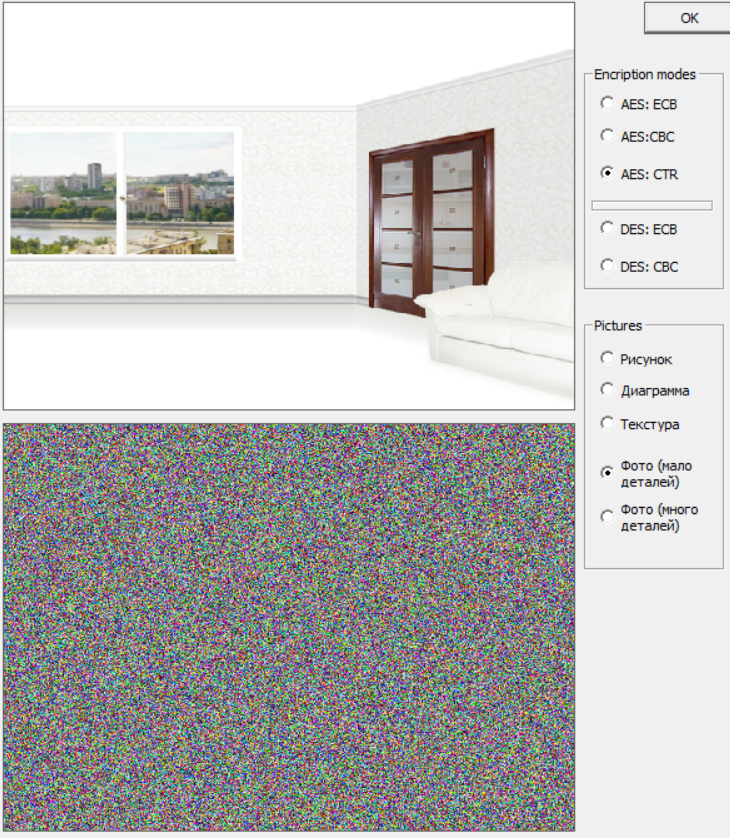 OK
Encription modes
AES: ECB
AES:CBC
AES: CTR
DES: ECB
DES: CBC
Pictures
Рисунок
Диаграмма
Текстура
Фото (мало
деталей)
Фото (много
деталей)